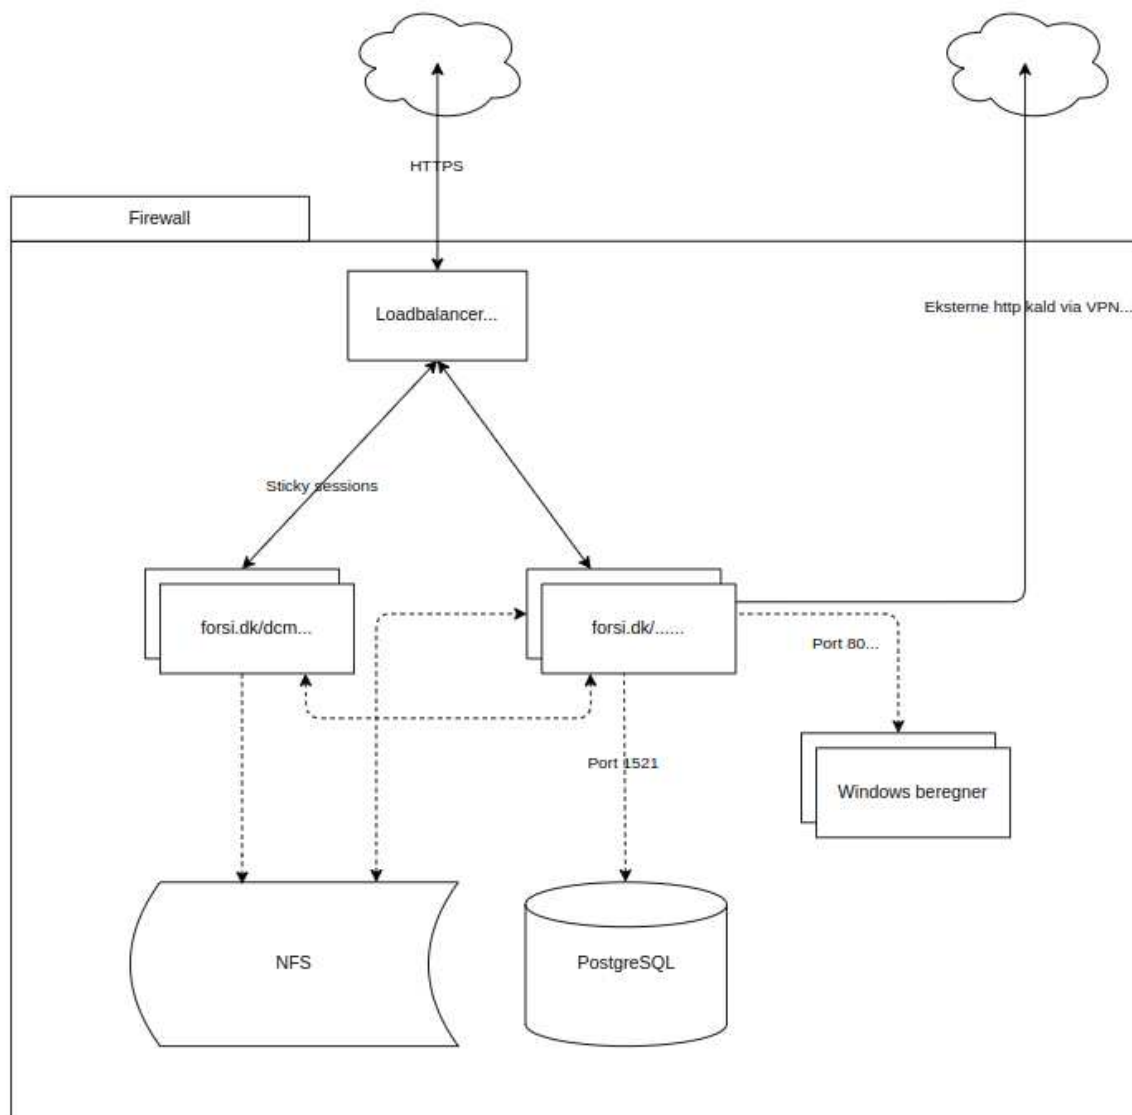 HTTPS
Firewall
Loadbalancer...
Eksterne http kald via VPN...
Sticky sessions
forsi.dk/dcm...
forsi.dk/......
Port 80...
Port 1521
Windows beregner
NFS
PostgreSQL